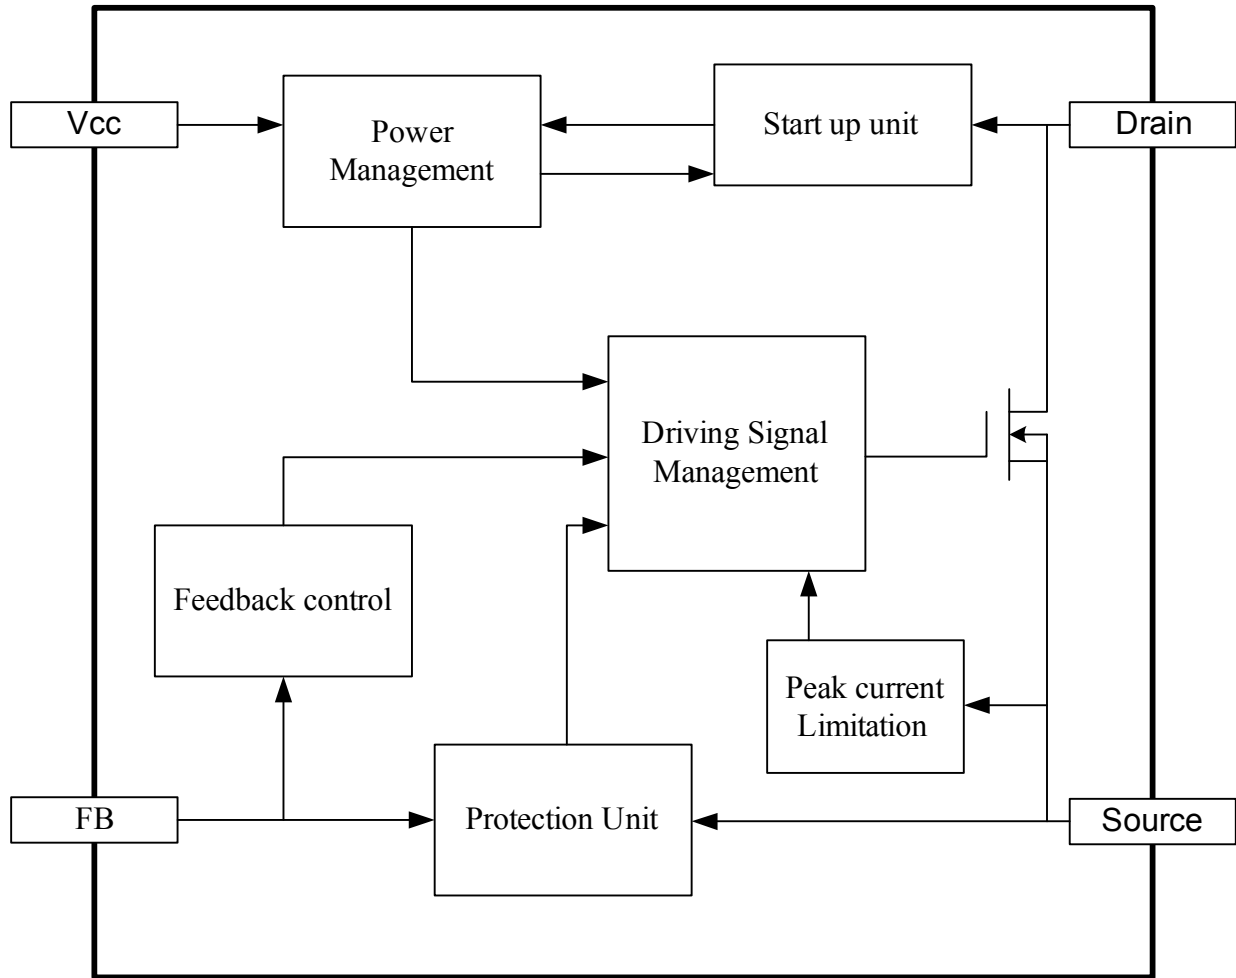 Vcc
Power
Management
Start up unit
Drain
Driving Signal
Management
Feedback control
Peak current
Limitation
FB
Protection Unit
Source